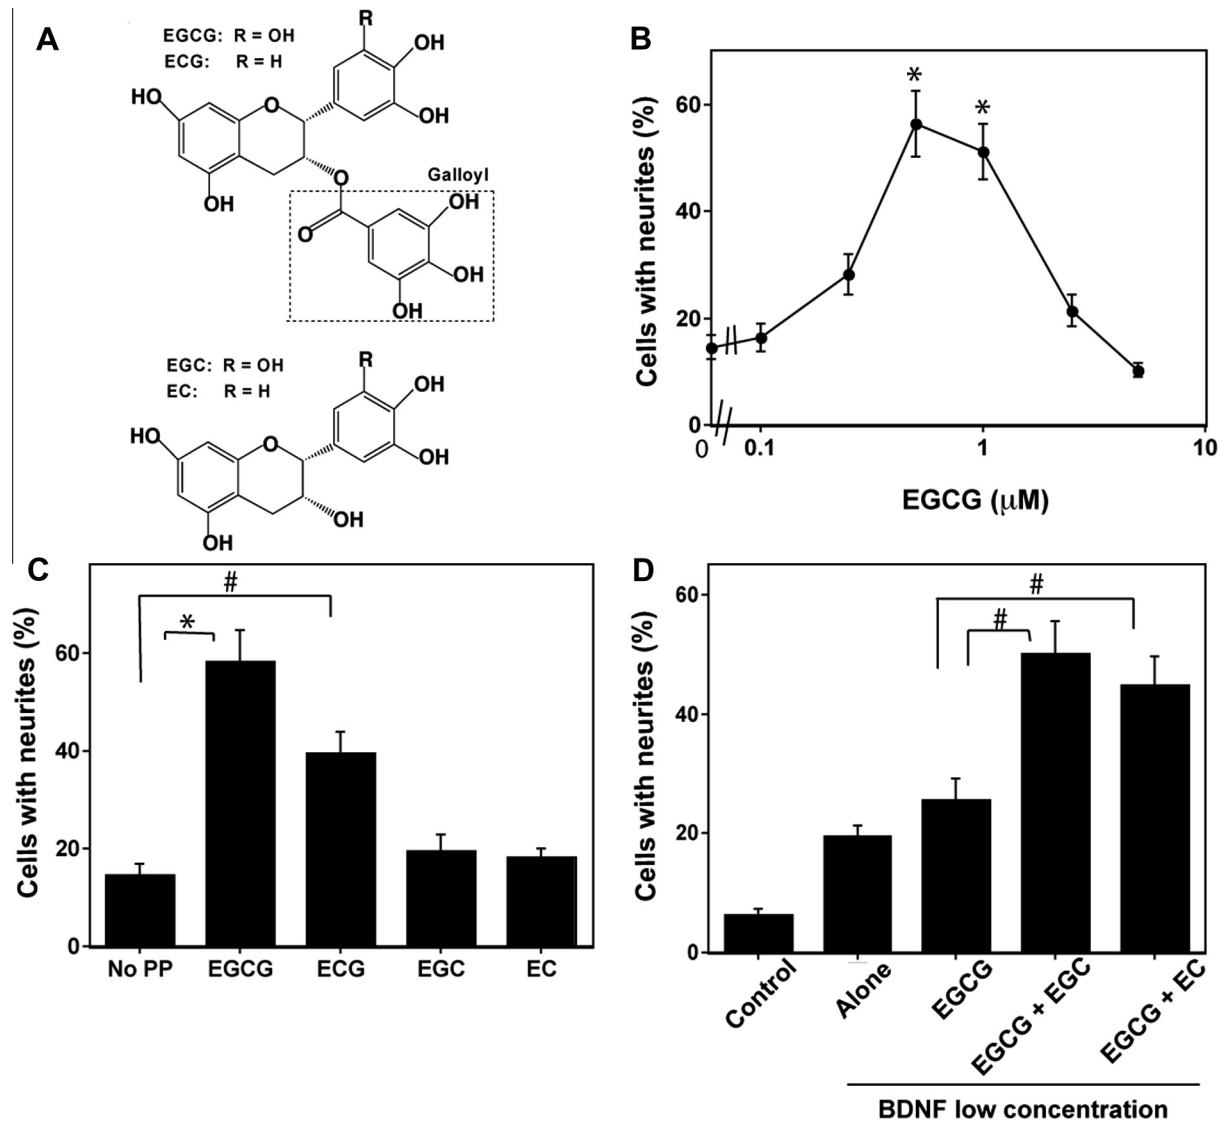 A
EGCG: R = OH
ECG: R = H
R
OH
HO
O
OH
OH
O
Galloyl
O
OH
OH
OH
EGC: R = OH
EC: R = H
R
OH
HO
O
OH
OH
OH
B
Cells with neurites (%)
60
40
20
0
*
*
0 0.1 1 10
EGCG (μM)
C
Cells with neurites (%)
60
40
20
0
#
*
No PP EGCG ECG EGC EC
D
Cells with neurites (%)
60
40
20
0
#
#
Control Alone EGCG EGCG + EGC EGCG + EC
BDNF low concentration